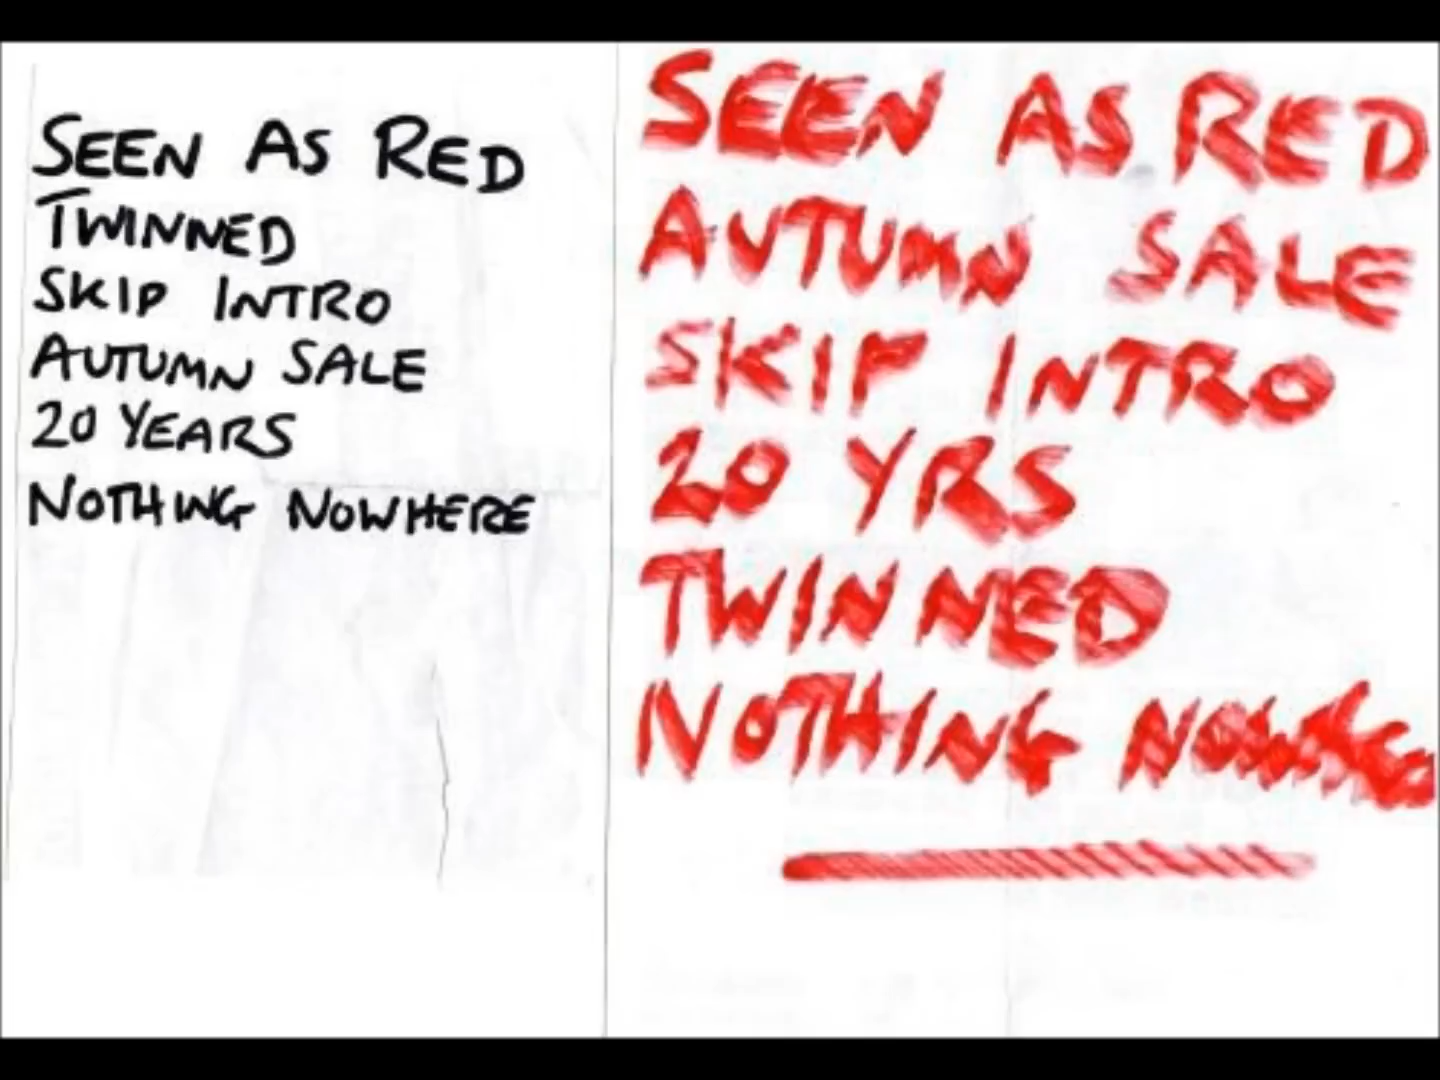 SEEN AS RED
TWINNED
SKIP INTRO
AUTUMN SALE
20 YEARS
NOTHING NOWHERE
SEEN AS RED
AUTUMN SALE
SKIP INTRO
20 YRS
TWINNED
NOTHING